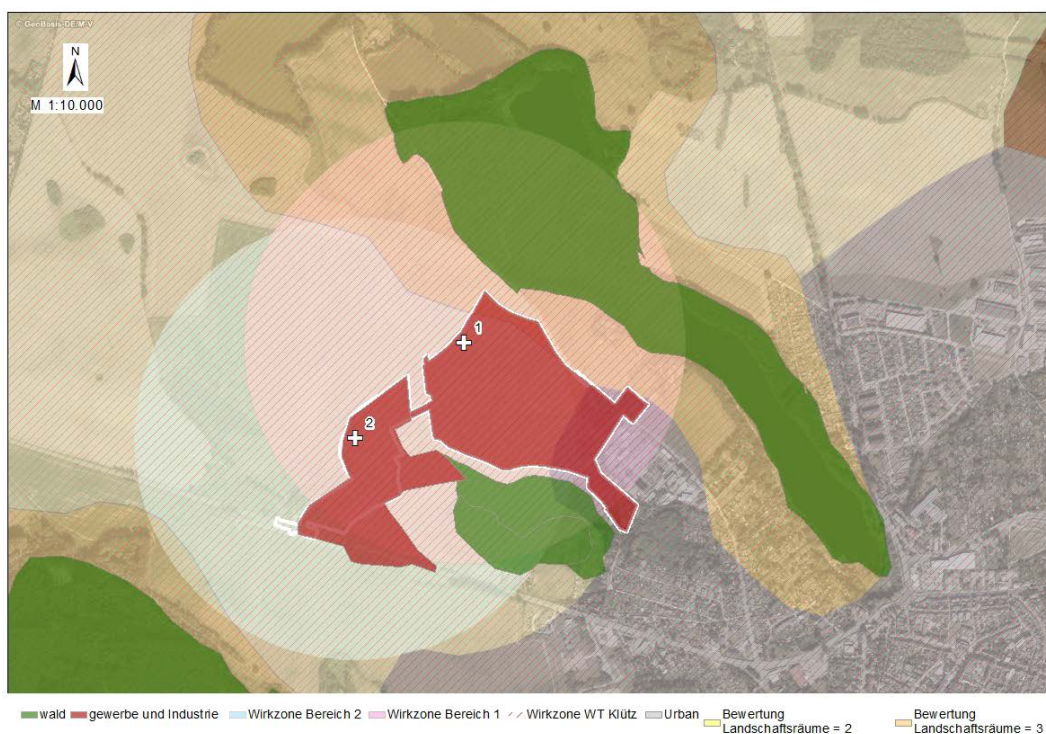 © GeoBasis-DE/M-V
N
M 1:10.000
1
2
wald gewerbe und Industrie Wirkzone Bereich 2 Wirkzone Bereich 1 Wirkzone WT Klütz Urban Bewertung Landschaftsräume = 2 Bewertung Landschaftsräume = 3